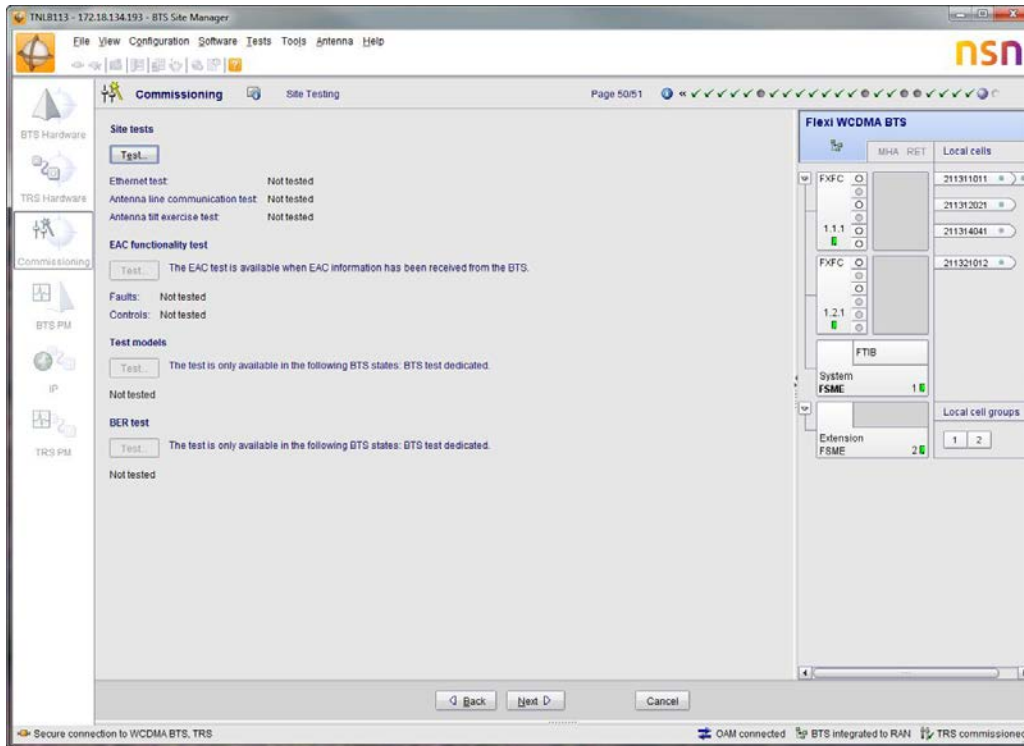 TNLB113 - 172.18.134.193 - BTS Site Manager
File View Configuration Software Tests Tools Antenna Help
nsn
Commissioning Site Testing Page 50/51
BTS Hardware
TRS Hardware
Commissioning
BTS PM
IP
TRS PM
Site tests
Test...
Ethernet test: Not tested
Antenna line communication test: Not tested
Antenna tilt exercise test: Not tested
EAC functionality test
Test... The EAC test is available when EAC information has been received from the BTS.
Faults: Not tested
Controls: Not tested
Test models
Test... The test is only available in the following BTS states: BTS test dedicated.
Not tested
BER test
Test... The test is only available in the following BTS states: BTS test dedicated.
Not tested
Flexi WCDMA BTS
MHA RET Local cells
FXFC 211311011
211312021
1.1.1 211314041
FXFC 211321012
1.2.1
FTIB
System
FSME 1
Local cell groups
Extension 1 2
FSME 2
Back Next Cancel
Secure connection to WCDMA BTS, TRS OAM connected BTS integrated to RAN TRS commissioned